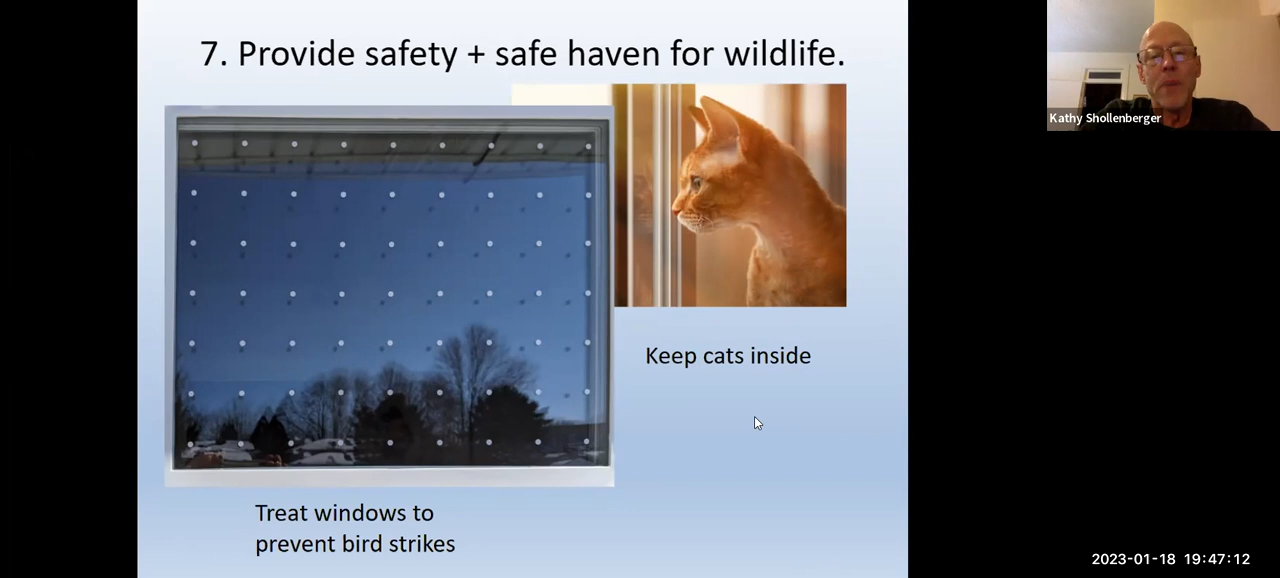 7. Provide safety + safe haven for wildlife.
Kathy Shollenberger
Keep cats inside
Treat windows to
prevent bird strikes
2023-01-18 19:47:12